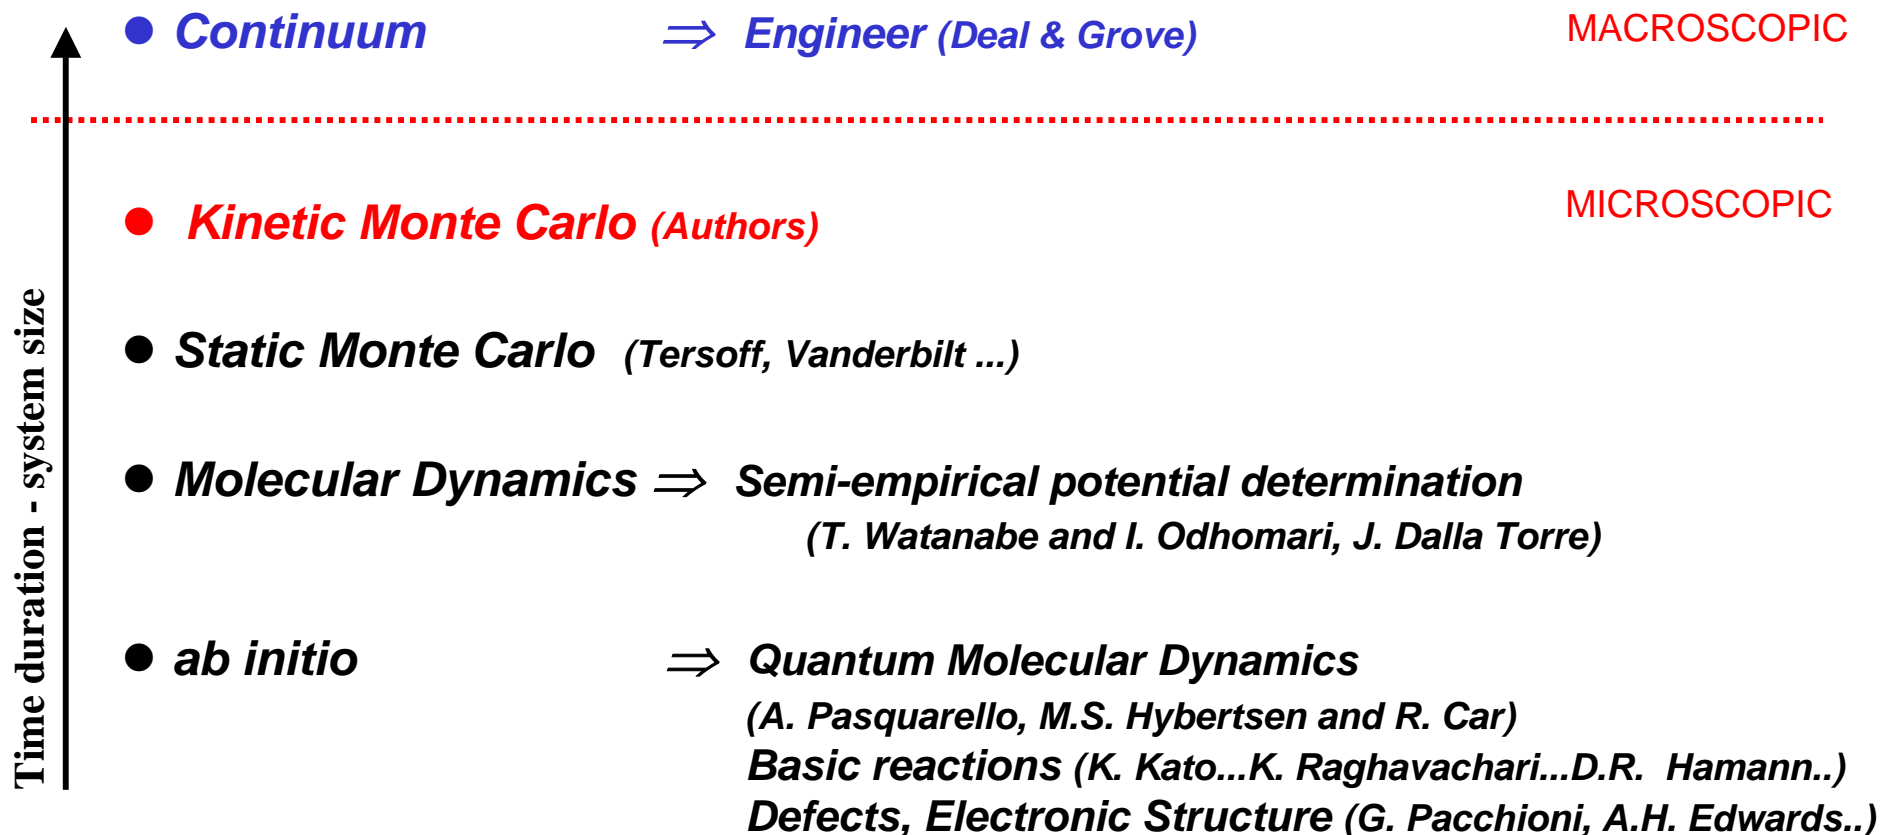 ● Continuum ⇒ Engineer (Deal & Grove) MACROSCOPIC
MICROSCOPIC
● Kinetic Monte Carlo (Authors)
● Static Monte Carlo (Tersoff, Vanderbilt ...)
● Molecular Dynamics ⇒ Semi-empirical potential determination
(T. Watanabe and I. Odhomari, J. Dalla Torre)
● ab initio ⇒ Quantum Molecular Dynamics
(A. Pasquarello, M.S. Hybertsen and R. Car)
Basic reactions (K. Kato...K. Raghavachari...D.R. Hamann..)
Defects, Electronic Structure (G. Pacchioni, A.H. Edwards..)
Time duration - system size